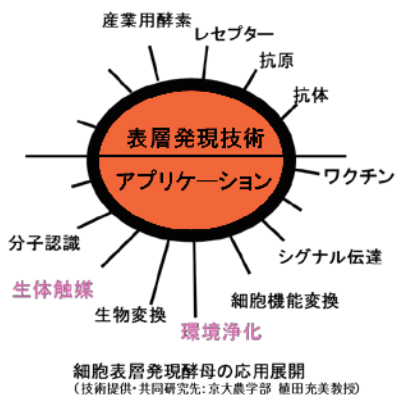 産業用酵素
レセプター
抗原
抗体
表層発現技術
アプリケーション
ワクチン
分子認識
シグナル伝達
生体触媒
細胞機能変換
生物変換
環境浄化
細胞表層発現酵母の応用展開
（技術提供・共同研究先：京大農学部 植田充美教授）